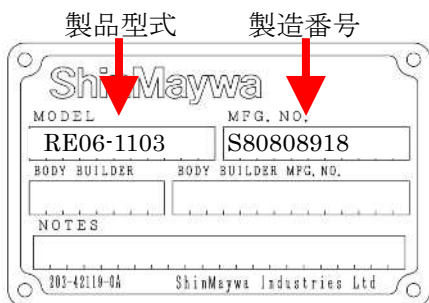 製品型式 製造番号
ShinMaywa
MODEL MFG. NO.
RE06-1103 S80808918
BODY BUILDER BODY BUILDER MFG. NO.
NOTES
203-42119-0A ShinMaywa Industries Ltd